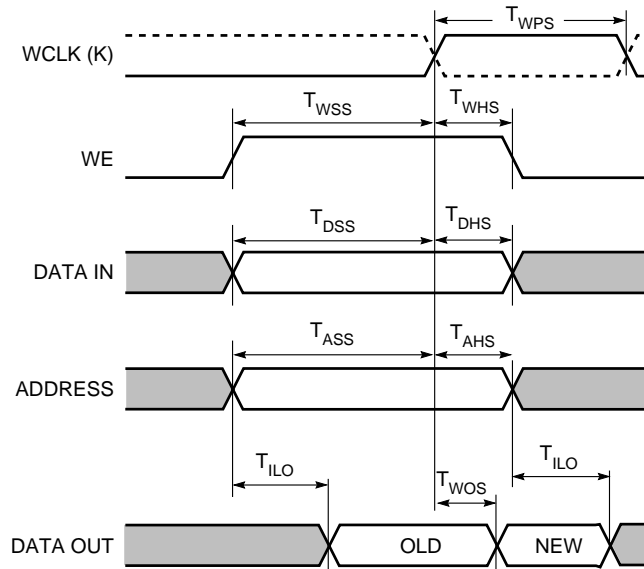 T_WPS
WCLK (K)
T_WSS T_WHS
WE
T_DSS T_DHS
DATA IN
T_ASS T_AHS
ADDRESS
T_ILO T_WOS T_ILO
DATA OUT OLD NEW